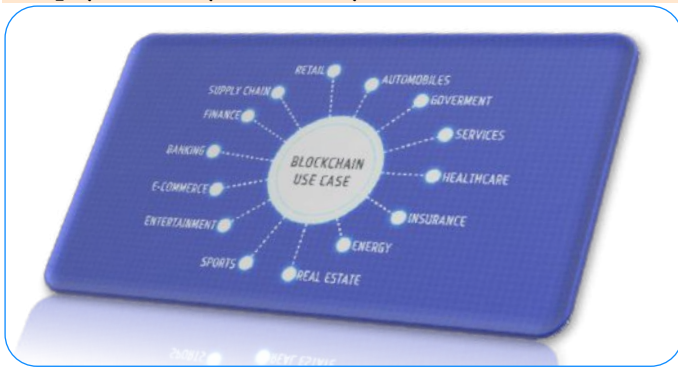 RETAIL
AUTOMOBILES
SUPPLY CHAIN
GOVERMENT
FINANCE
SERVICES
BANKING
BLOCKCHAIN
USE CASE
HEALTHCARE
E-COMMERCE
INSURANCE
ENTERTAINMENT
ENERGY
SPORTS
REAL ESTATE